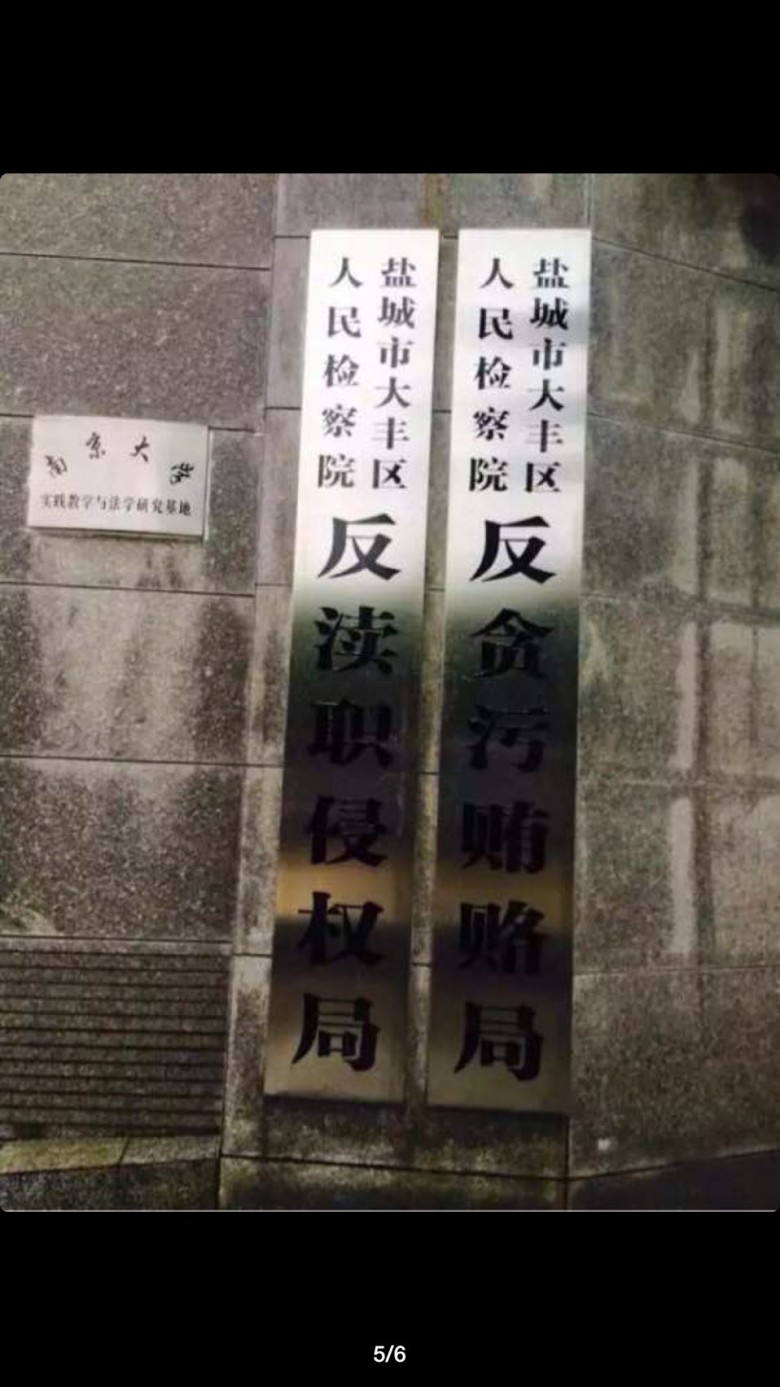 盐城市大丰区
人民检察院
反贪污贿赂局
盐城市大丰区
人民检察院
反渎职侵权局
南京大学
实践教学与法学研究基地
5/6